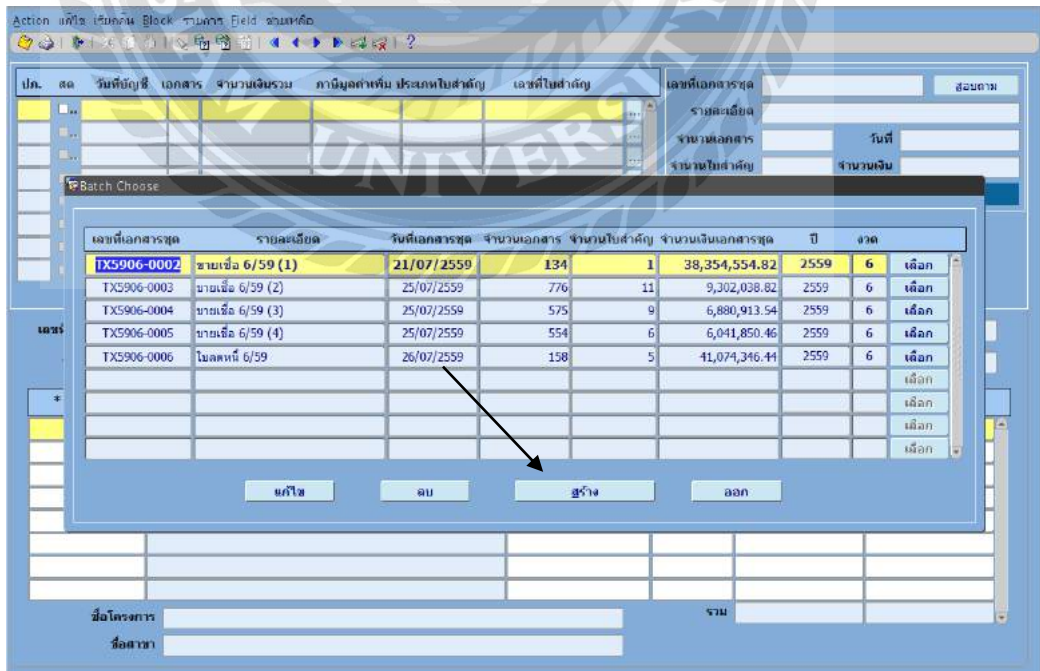 Action แก้ไข เรียกค้น Block รายการ Field ช่วยเหลือ
ปก. สด วันที่บัญชี เอกสาร จำนวนเงินรวม ภาษีมูลค่าเพิ่ม ประเภทใบสำคัญ เลขที่ใบสำคัญ เลขที่เอกสารชุด สอบถาม
รายละเอียด
จำนวนเอกสาร วันที่
จำนวนใบสำคัญ จำนวนเงิน
UNIVERSITY
Batch Choose
เลขที่เอกสารชุด รายละเอียด วันที่เอกสารชุด จำนวนเอกสาร จำนวนใบสำคัญ จำนวนเงินเอกสารชุด ปี งวด
TX5906-0002 ขายเชื่อ 6/59 (1) 21/07/2559 134 1 38,354,554.82 2559 6 เลือก
TX5906-0003 ขายเชื่อ 6/59 (2) 25/07/2559 776 11 9,302,038.82 2559 6 เลือก
TX5906-0004 ขายเชื่อ 6/59 (3) 25/07/2559 575 9 6,880,913.54 2559 6 เลือก
TX5906-0005 ขายเชื่อ 6/59 (4) 25/07/2559 554 6 6,041,850.46 2559 6 เลือก
TX5906-0006 ใบลดหนี้ 6/59 26/07/2559 158 5 41,074,346.44 2559 6 เลือก
เลือก
เลือก
เลือก
เลือก
*
แก้ไข ลบ สร้าง ออก
ชื่อโครงการ รวม
ชื่อสาขา